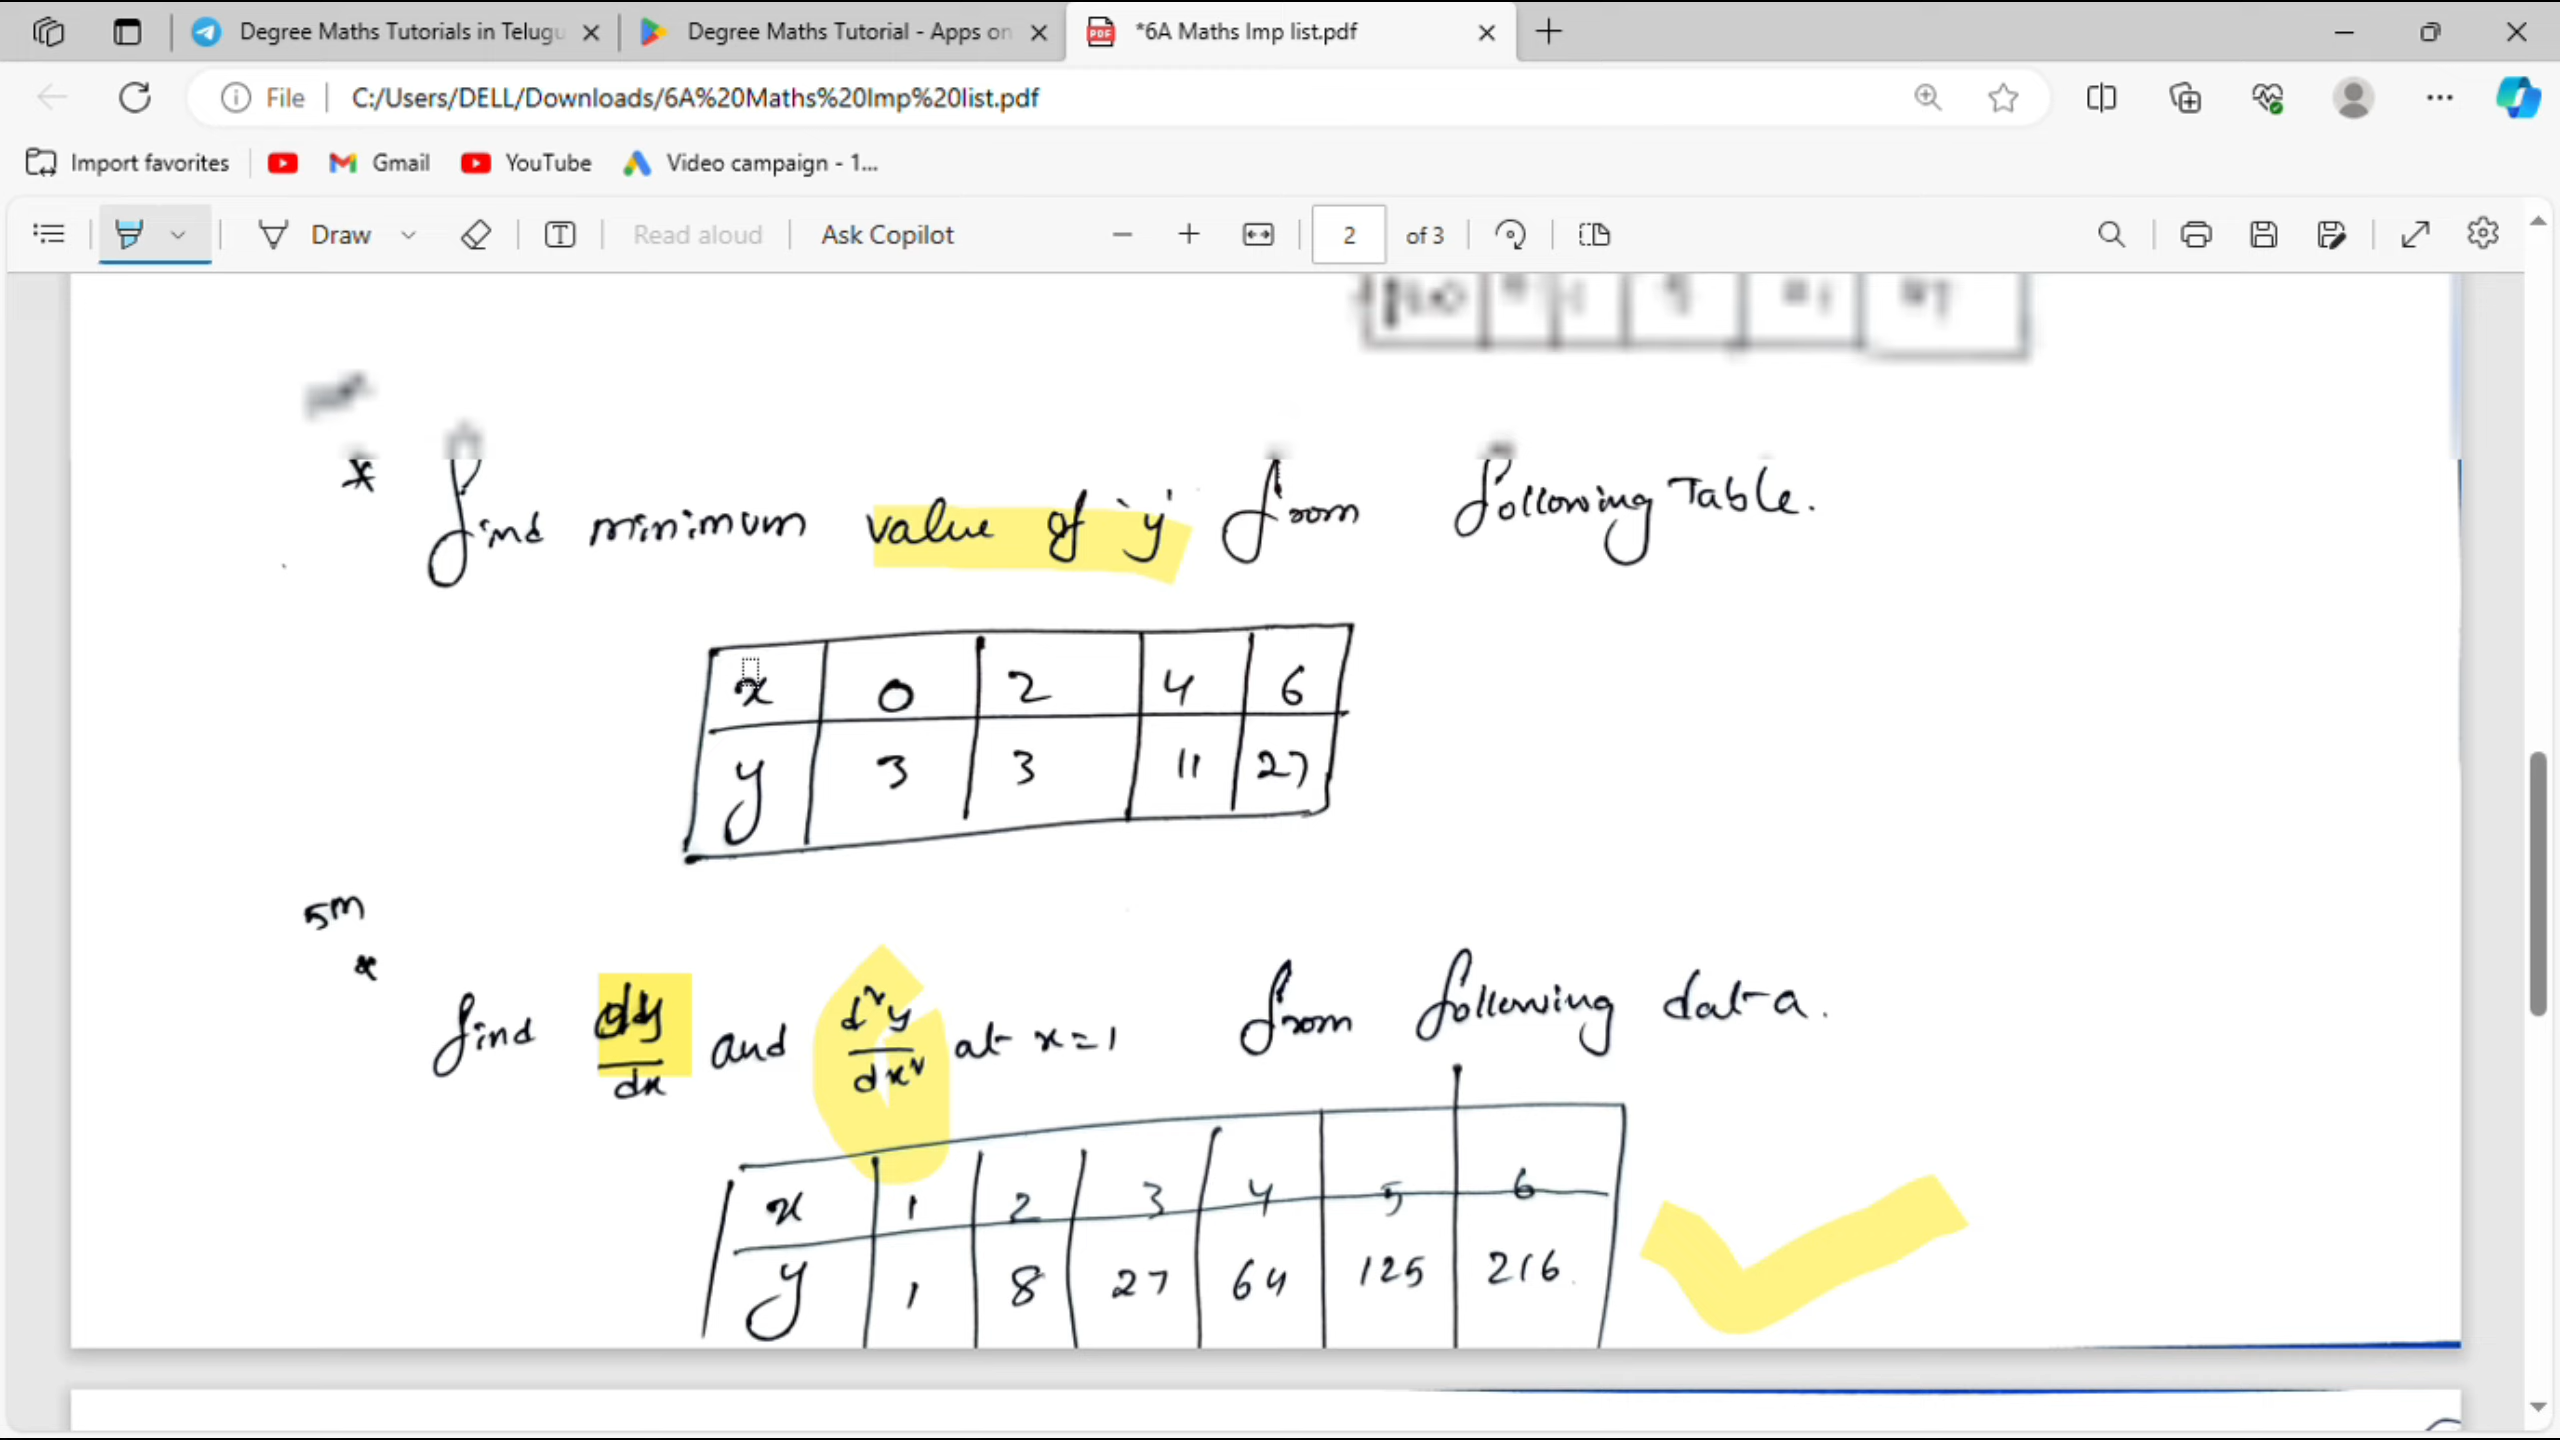 Degree Maths Tutorials in Telugu
Degree Maths Tutorial - Apps on
*6A Maths Imp list.pdf
File
C:/Users/DELL/Downloads/6A%20Maths%20Imp%20list.pdf
Import favorites
Gmail
YouTube
Video campaign - 1...
Draw
Read aloud
Ask Copilot
2 of 3
* find minimum value of 'y' from following Table.
x 0 2 4 6
y 3 3 11 27
5m
* find dy/dx and d²y/dx² at x=1 from following data.
x 1 2 3 4 5 6
y 1 8 27 64 125 216